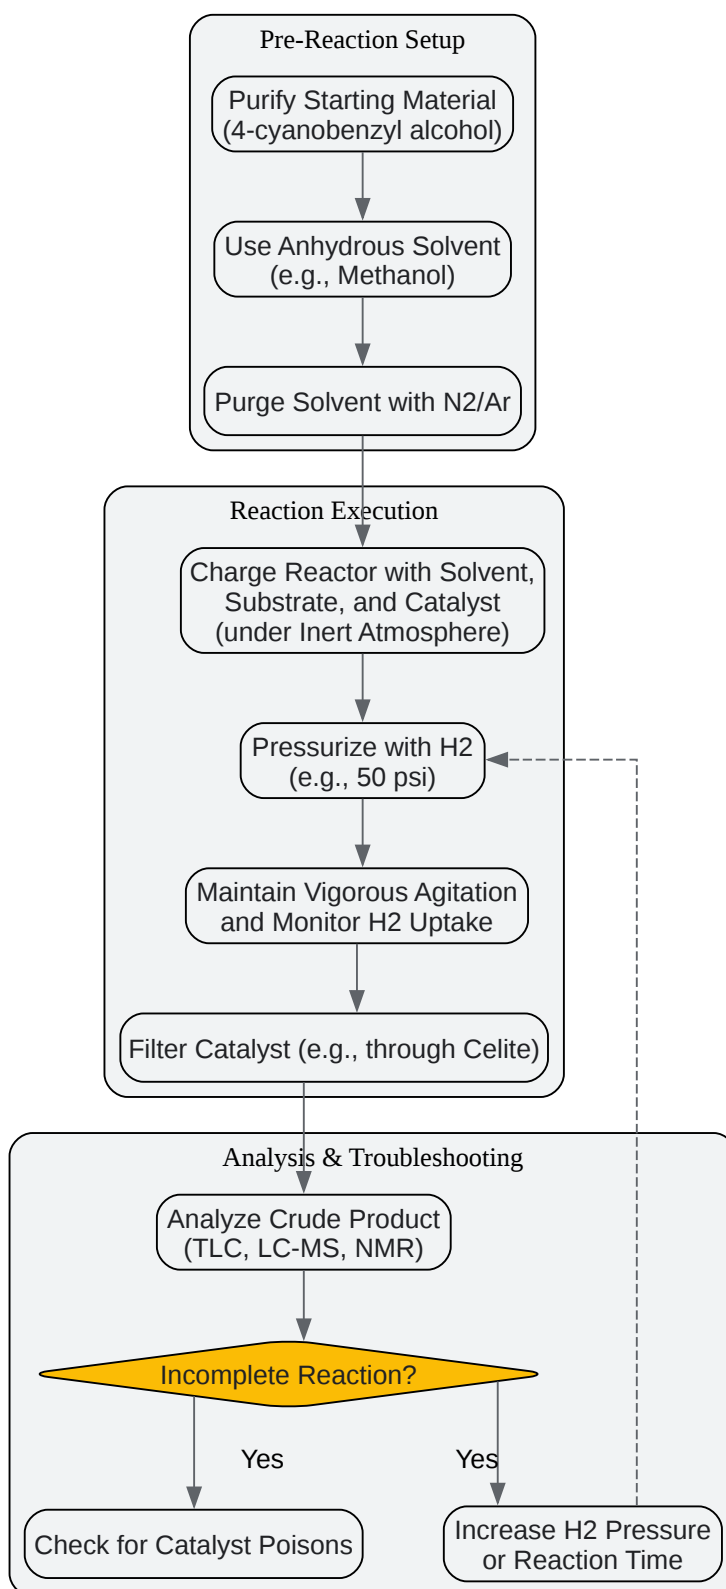 Pre-Reaction Setup
Purify Starting Material
(4-cyanobenzyl alcohol)
Use Anhydrous Solvent
(e.g., Methanol)
Purge Solvent with N2/Ar
Reaction Execution
Charge Reactor with Solvent,
Substrate, and Catalyst
(under Inert Atmosphere)
Pressurize with H2
(e.g., 50 psi)
Maintain Vigorous Agitation
and Monitor H2 Uptake
Filter Catalyst (e.g., through Celite)
Analysis & Troubleshooting
Analyze Crude Product
(TLC, LC-MS, NMR)
Incomplete Reaction?
Yes
Yes
Check for Catalyst Poisons
Increase H2 Pressure
or Reaction Time